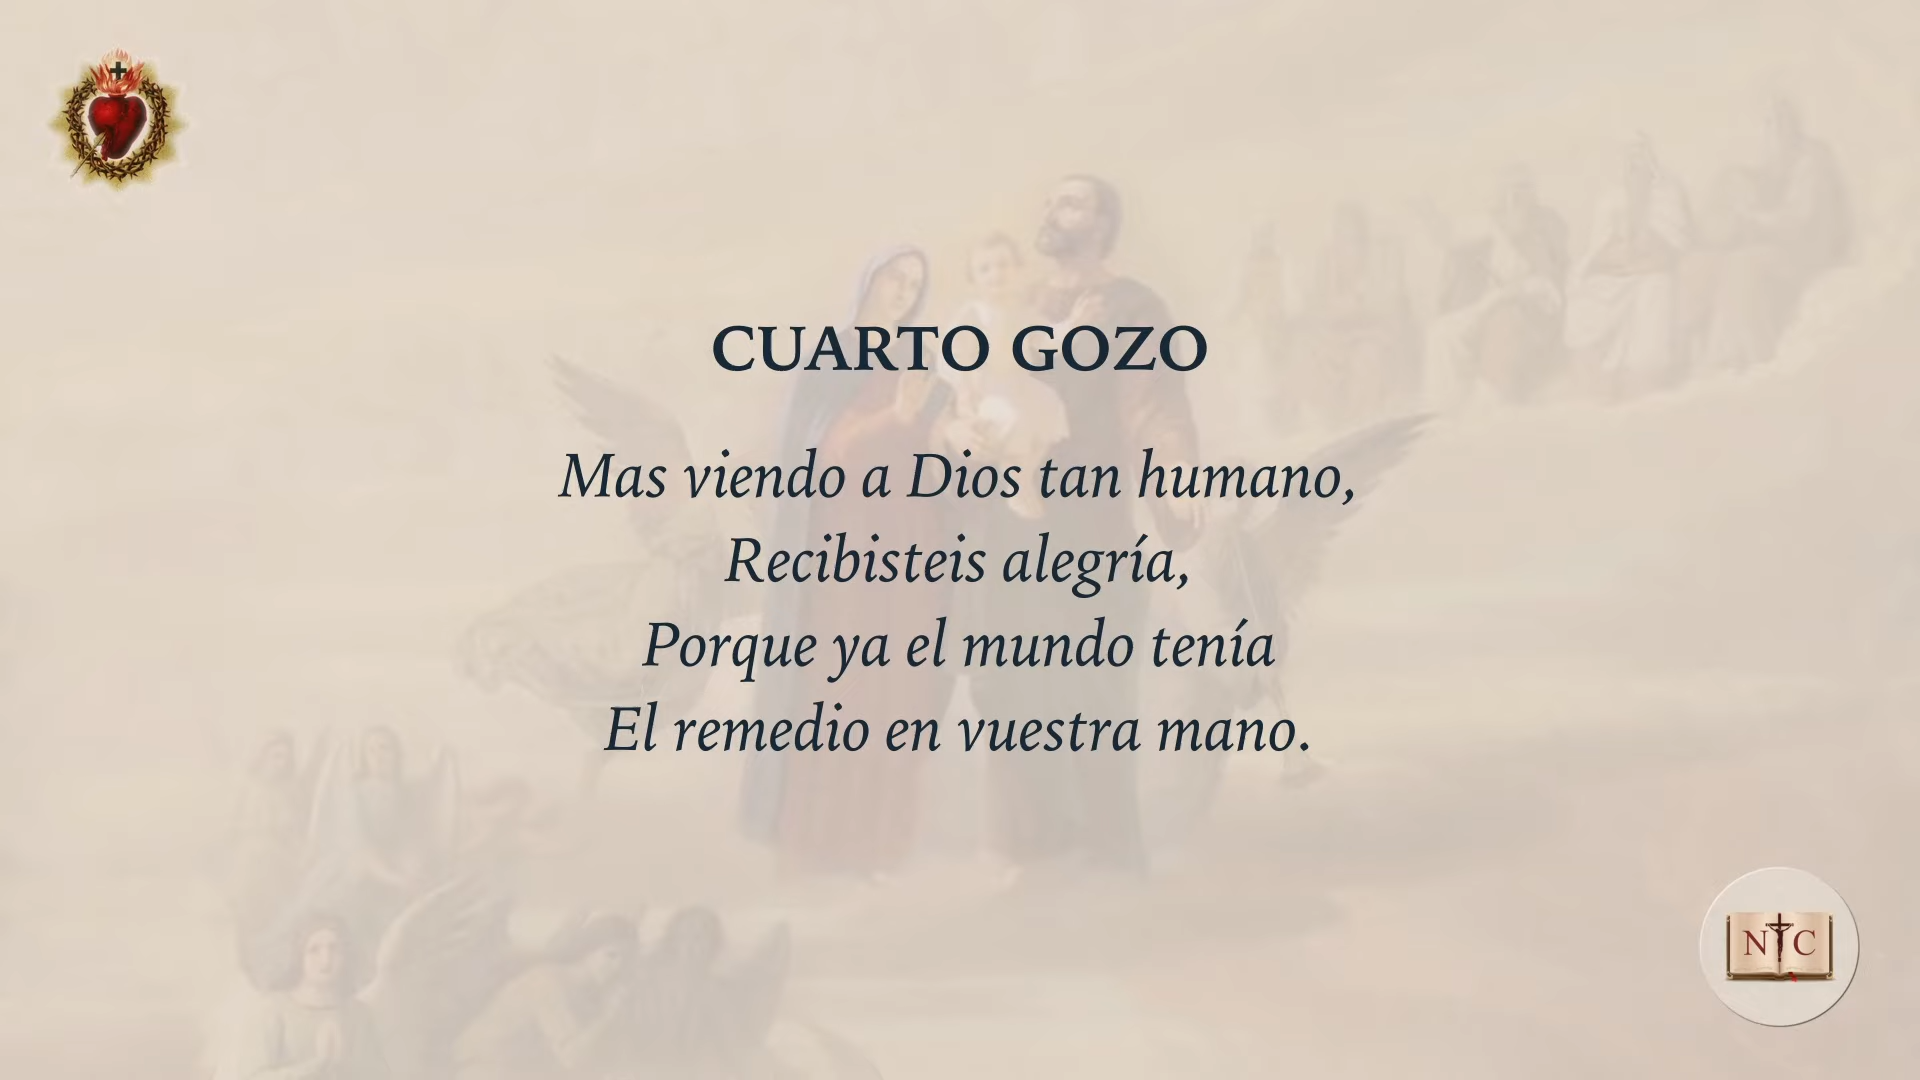 CUARTO GOZO
Mas viendo a Dios tan humano,
Recibisteis alegría,
Porque ya el mundo tenía
El remedio en vuestra mano.
N C